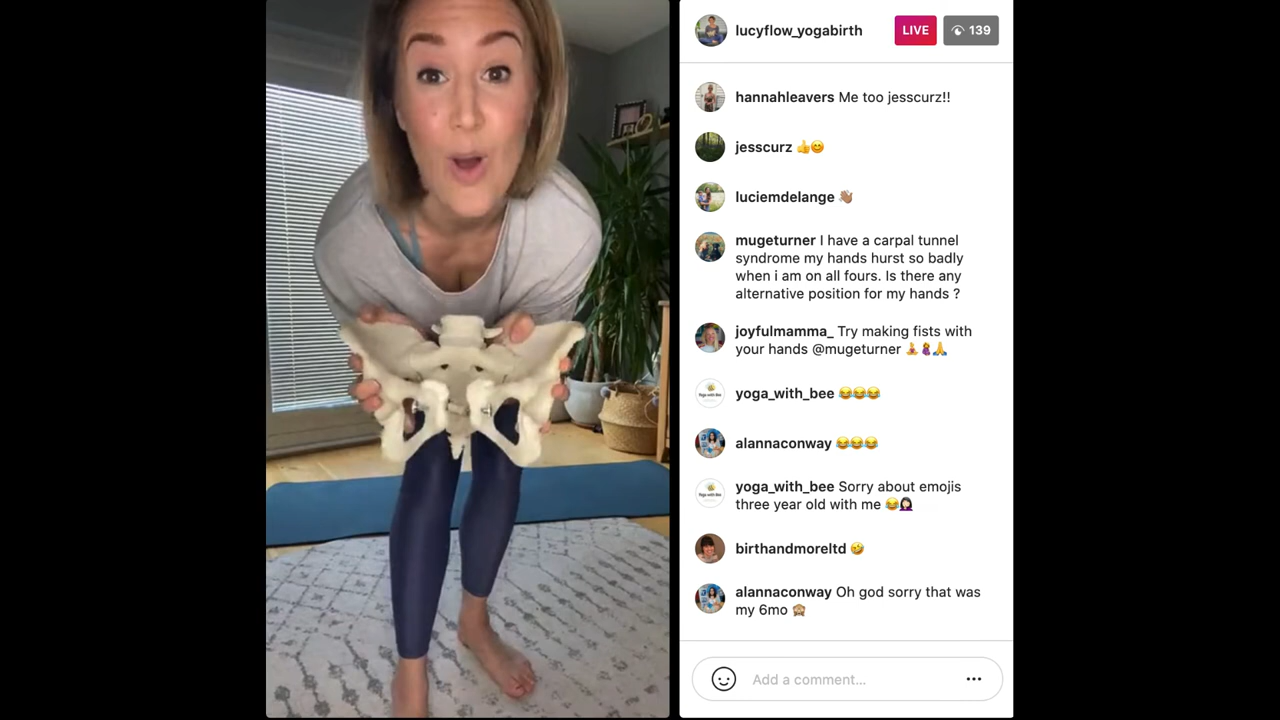 lucyflow_yogabirth LIVE 139
hannahleavers Me too jesscurz!!
jesscurz 👍😊
luciemdelange 👋🏽
mugeturner I have a carpal tunnel
syndrome my hands hurst so badly
when i am on all fours. Is there any
alternative position for my hands ?
joyfulmamma_ Try making fists with
your hands @mugeturner 🧘🏼‍♀️🤰🙏
yoga_with_bee 😂😂😂
alannaconway 😂😂😂
yoga_with_bee Sorry about emojis
three year old with me 😂🤦🏻‍♀️
birthandmoreltd 🤣
alannaconway Oh god sorry that was
my 6mo 🙈
Add a comment...